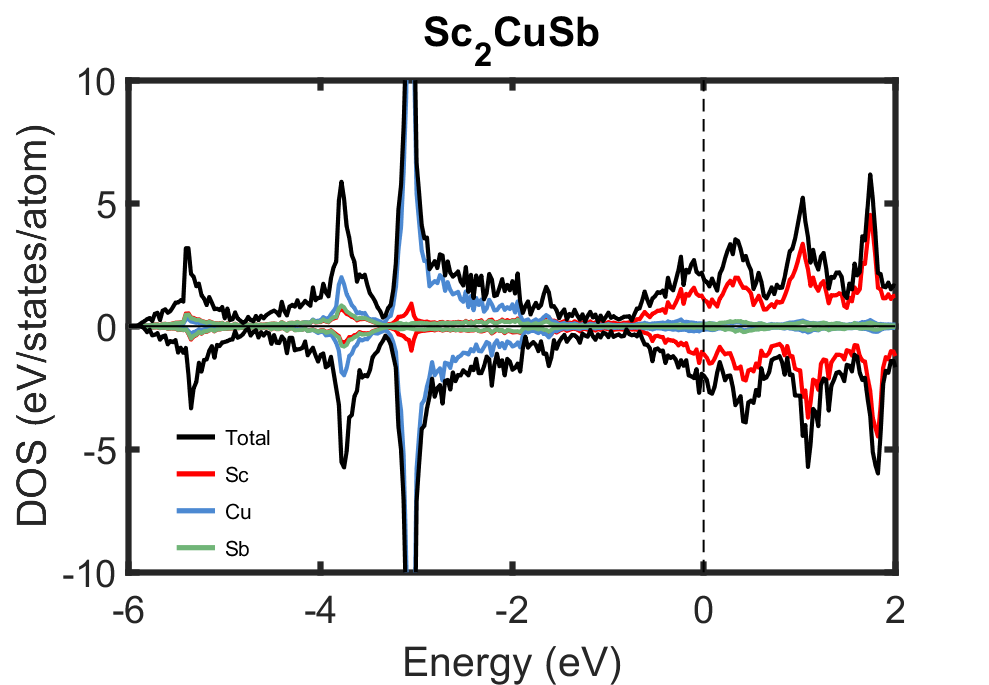 Sc₂CuSb
10
5
0
-5
-10
DOS (eV/states/atom)
Total
Sc
Cu
Sb
-6 -4 -2 0 2
Energy (eV)